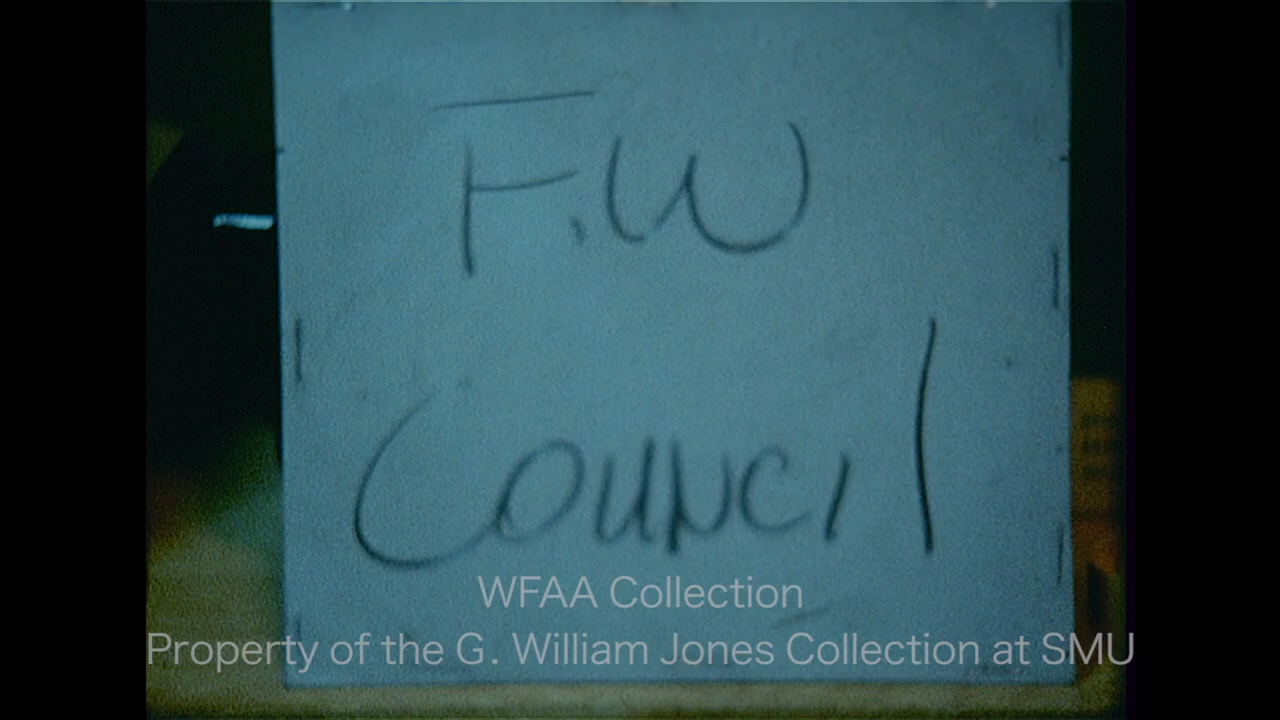 F.W
COUNCIl
WFAA Collection
Property of the G. William Jones Collection at SMU